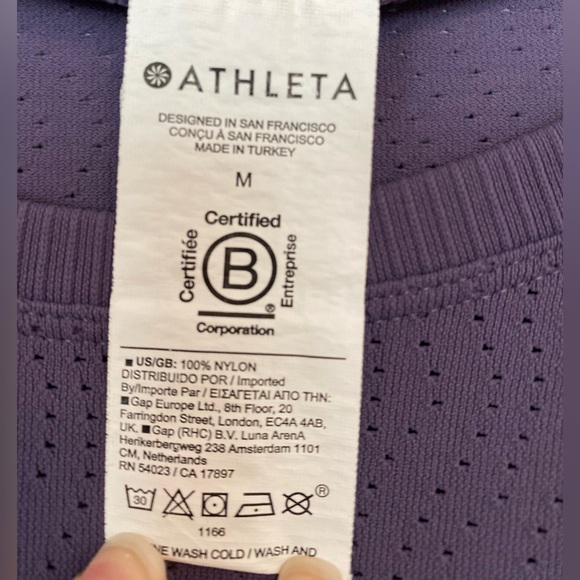 ATHLETA
DESIGNED IN SAN FRANCISCO
CONÇU À SAN FRANCISCO
MADE IN TURKEY
M
Certified
Certifiée
B
Entreprise
Corporation
US/GB: 100% NYLON
DISTRIBUIDO POR / Imported
By/Importe Par / ΕΙΣΑΓΕΤΑΙ ΑΠΟ ΤΗΝ:
Gap Europe Ltd., 8th Floor, 20
Farringdon Street, London, EC4A 4AB,
UK. Gap (RHC) B.V. Luna ArenA
Herikerbergweg 238 Amsterdam 1101
CM, Netherlands
RN 54023 / CA 17897
30
®
1166
WASH COLD / WASH AND